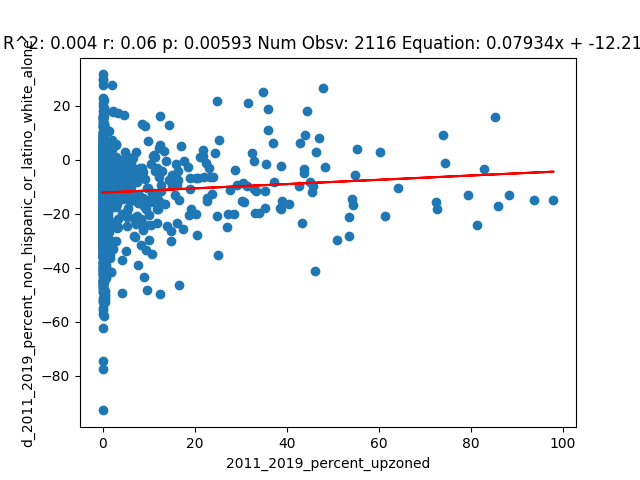 R^2: 0.004 r: 0.06 p: 0.00593 Num Obsv: 2116 Equation: 0.07934x + -12.21
d_2011_2019_percent_non_hispanic_or_latino_white_alone
20
0
−20
−40
−60
−80
0 20 40 60 80 100
2011_2019_percent_upzoned